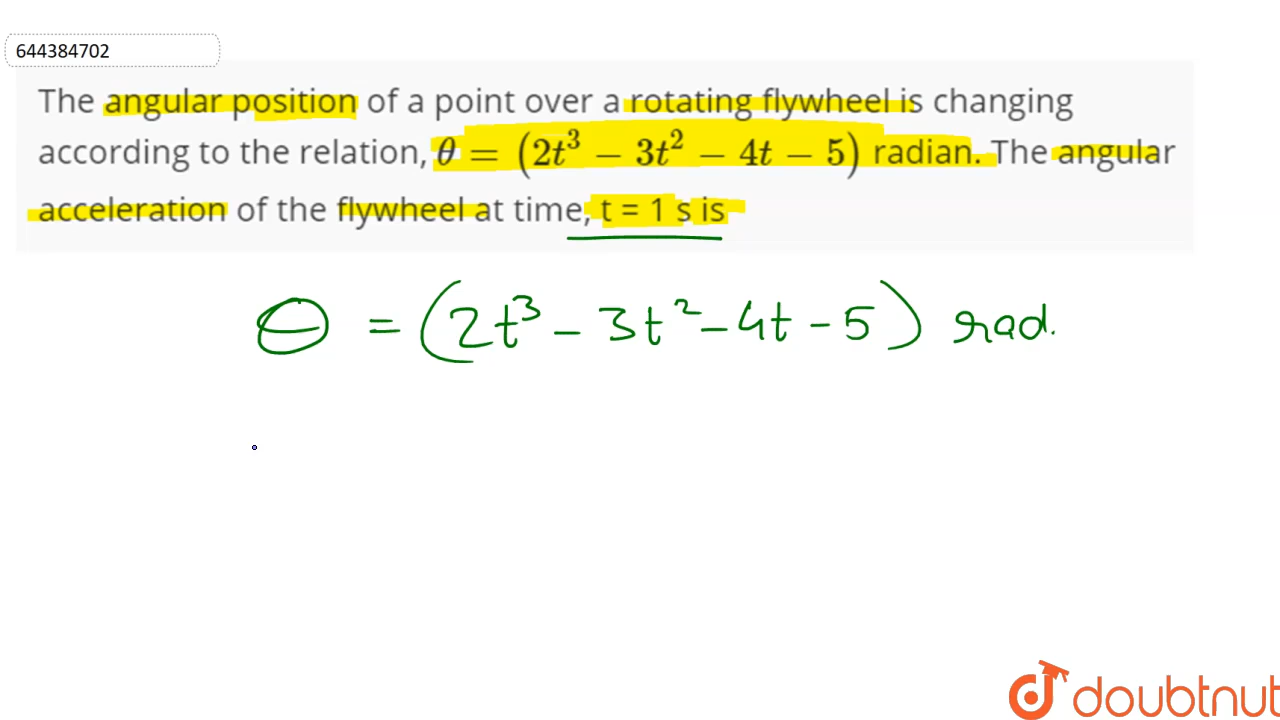 644384702
The angular position of a point over a rotating flywheel is changing
according to the relation, θ = (2t³ − 3t² − 4t − 5) radian. The angular
acceleration of the flywheel at time, t = 1 s is
θ = (2t³ − 3t² − 4t − 5) rad.
doubtnut